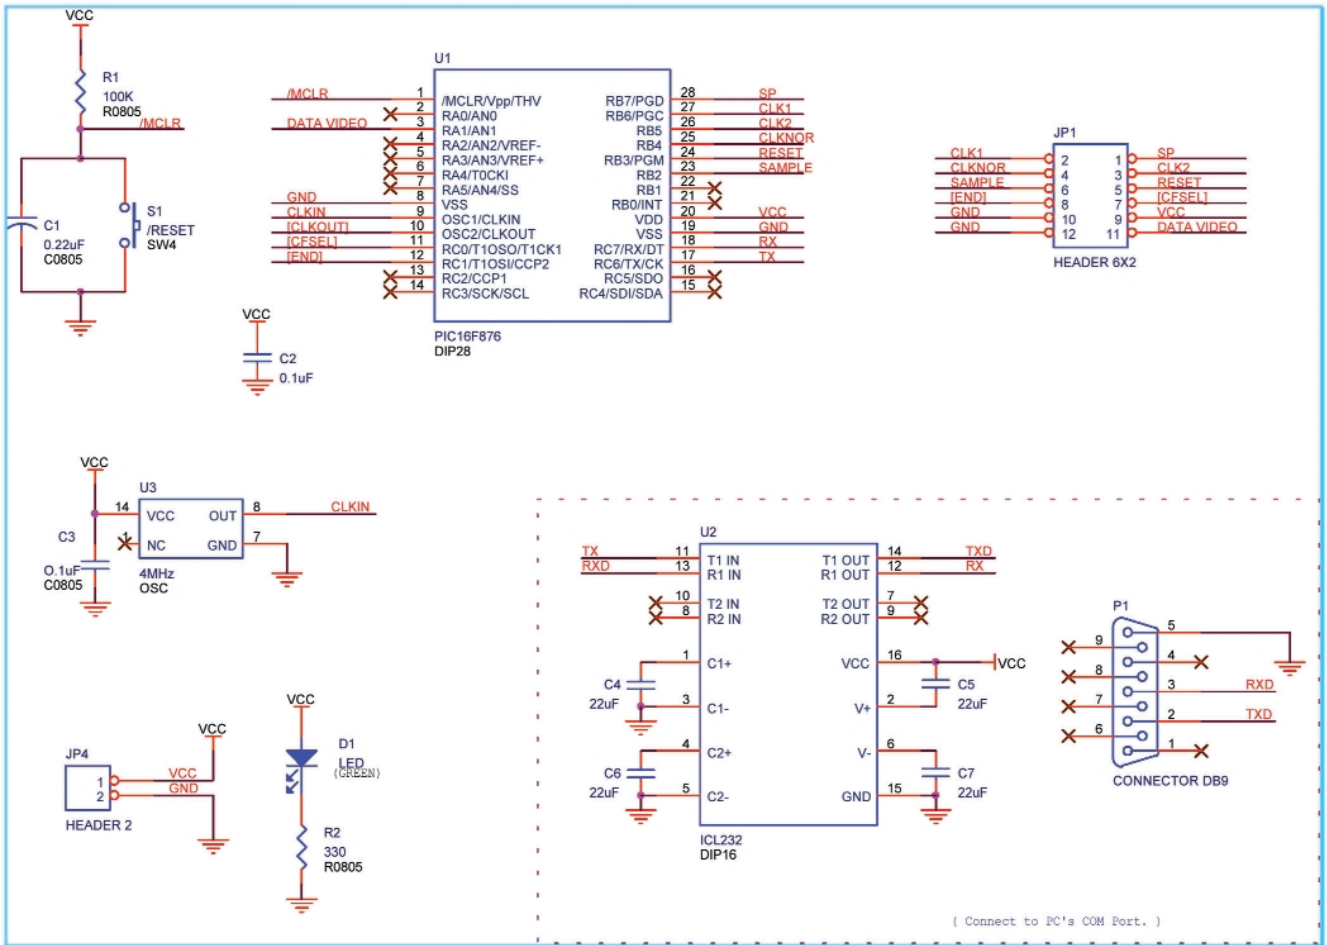 VCC
R1
100K
R0805
/MCLR
C1
0.22uF
C0805
S1
/RESET
SW4
U1
/MCLR 1 /MCLR/Vpp/THV RB7/PGD 28 SP
2 RA0/AN0 RB6/PGC 27 CLK1
DATA VIDEO 3 RA1/AN1 RB5 26 CLK2
4 RA2/AN2/VREF- RB4 25 CLKNOR
5 RA3/AN3/VREF+ RB3/PGM 24 RESET
6 RA4/T0CKI RB2 23 SAMPLE
7 RA5/AN4/SS RB1 22
GND 8 VSS RB0/INT 21
CLKIN 9 OSC1/CLKIN VDD 20 VCC
[CLKOUT] 10 OSC2/CLKOUT VSS 19 GND
[CFSEL] 11 RC0/T1OSO/T1CK1 RC7/RX/DT 18 RX
[END] 12 RC1/T1OSI/CCP2 RC6/TX/CK 17 TX
13 RC2/CCP1 RC5/SDO 16
14 RC3/SCK/SCL RC4/SDI/SDA 15
PIC16F876
DIP28
JP1
CLK1 2 1 SP
CLKNOR 4 3 CLK2
SAMPLE 6 5 RESET
[END] 8 7 [CFSEL]
GND 10 9 VCC
GND 12 11 DATA VIDEO
HEADER 6X2
VCC
C2
0.1uF
VCC
U3
14 VCC OUT 8 CLKIN
1 NC GND 7
C3
O.1uF
C0805
4MHz
OSC
U2
TX 11 T1 IN T1 OUT 14 TXD
RXD 13 R1 IN R1 OUT 12 RX
10 T2 IN T2 OUT 7
8 R2 IN R2 OUT 9
1 C1+ VCC 16 VCC
C4
22uF
C5
22uF
3 C1- V+ 2
4 C2+ V- 6
C6
22uF
C7
22uF
5 C2- GND 15
ICL232
DIP16
P1
5
9
4
8
3 RXD
7
2 TXD
6
1
CONNECTOR DB9
JP4
VCC
1 VCC
2 GND
HEADER 2
VCC
D1
LED
(GREEN)
R2
330
R0805
( Connect to PC's COM Port. )